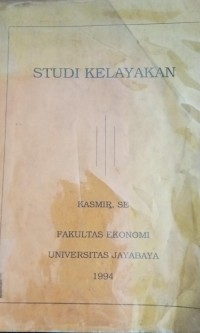 STUDI KELAYAKAN
KASMIR, SE
FAKULTAS EKONOMI
UNIVERSITAS JAYABAYA
1994